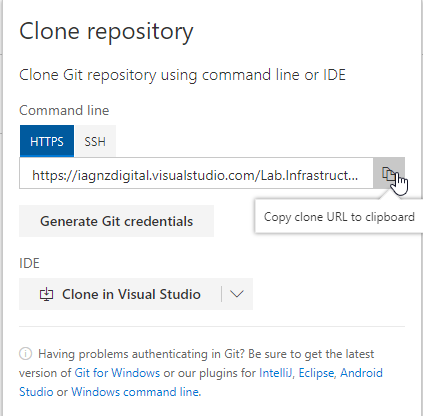 Clone repository
Clone Git repository using command line or IDE
Command line
HTTPS SSH
https://iagnzdigital.visualstudio.com/Lab.Infrastruct...
Copy clone URL to clipboard
Generate Git credentials
IDE
Clone in Visual Studio
Having problems authenticating in Git? Be sure to get the latest
version of Git for Windows or our plugins for IntelliJ, Eclipse, Android
Studio or Windows command line.